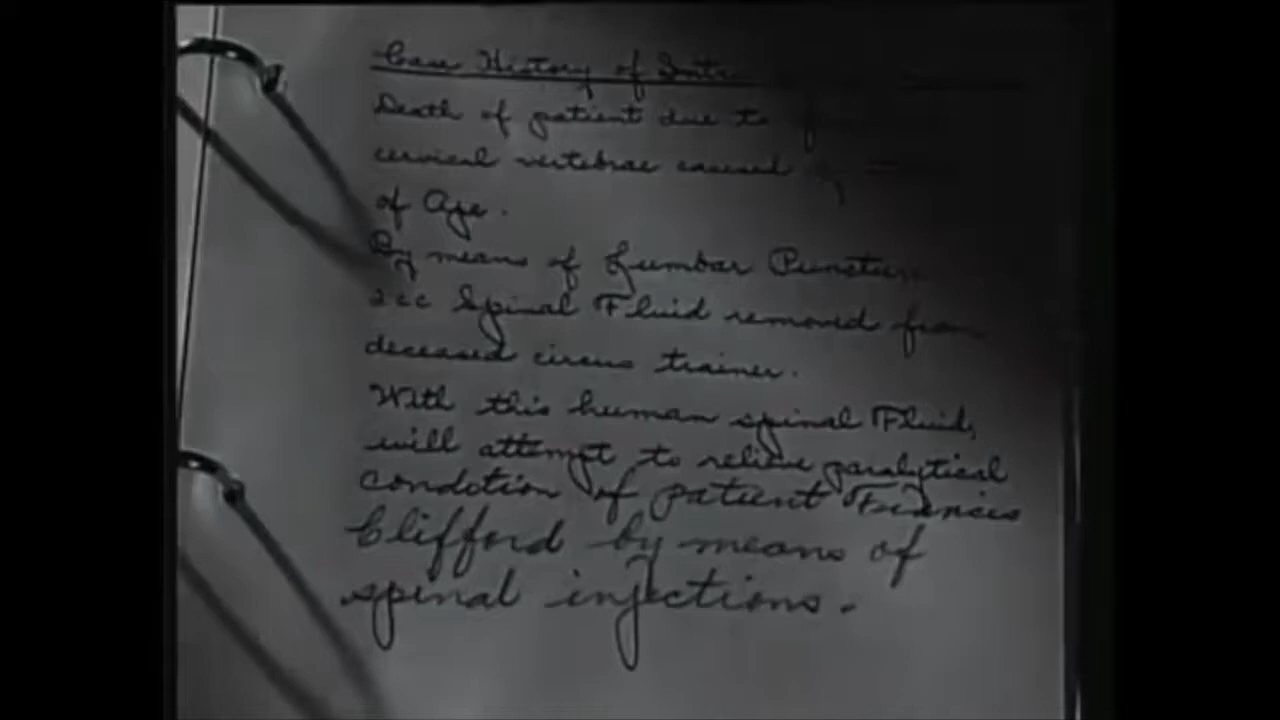 Case History of
Death of patient due to
cervical vertebrae caused
of Age.
By means of Lumbar
2cc Spinal Fluid removed from
deceased circus trainer.
With this human spinal Fluid,
will attempt to relieve paralytical
condition of patient Francis
Clifford by means of
spinal injections.